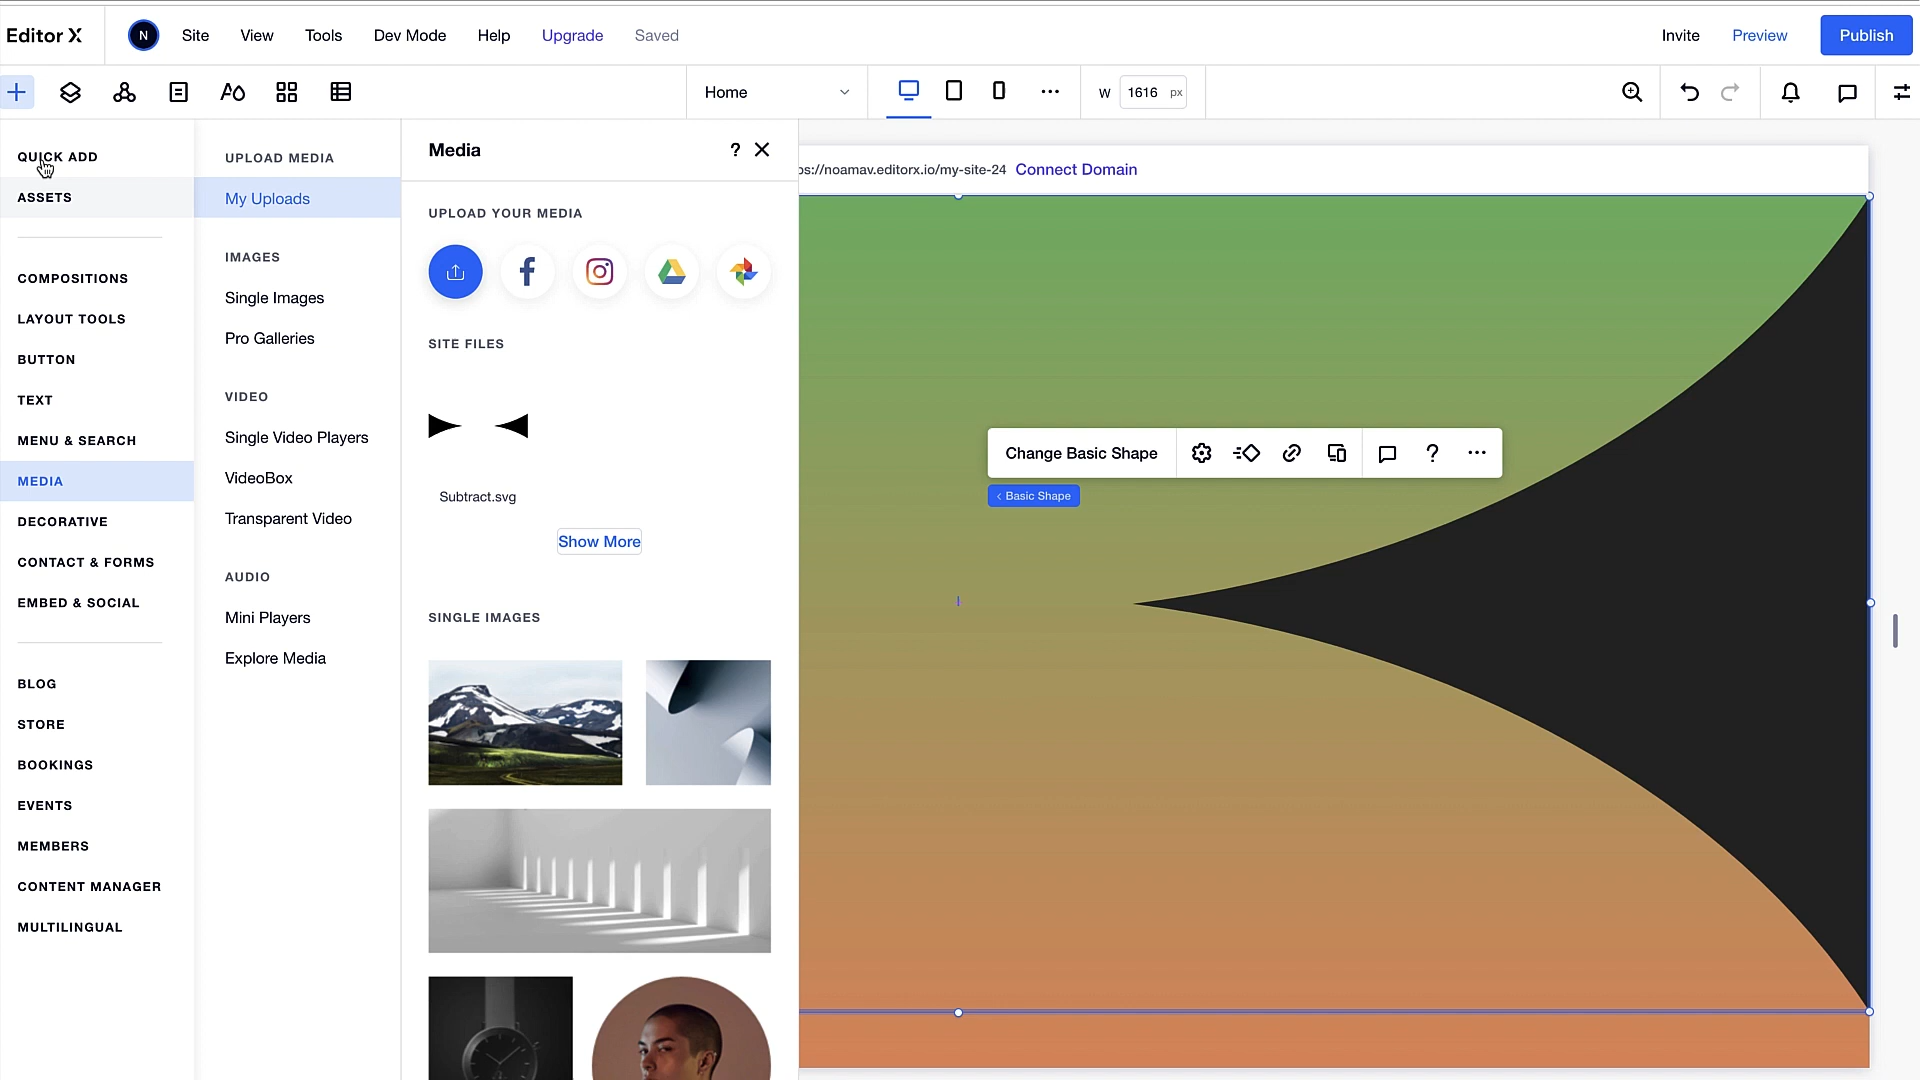 Editor X
N
Site
View
Tools
Dev Mode
Help
Upgrade
Saved
Invite
Preview
Publish
Home
W
1616
px
QUICK ADD
ASSETS
COMPOSITIONS
LAYOUT TOOLS
BUTTON
TEXT
MENU & SEARCH
MEDIA
DECORATIVE
CONTACT & FORMS
EMBED & SOCIAL
BLOG
STORE
BOOKINGS
EVENTS
MEMBERS
CONTENT MANAGER
MULTILINGUAL
UPLOAD MEDIA
My Uploads
IMAGES
Single Images
Pro Galleries
VIDEO
Single Video Players
VideoBox
Transparent Video
AUDIO
Mini Players
Explore Media
Media
?
UPLOAD YOUR MEDIA
SITE FILES
Subtract.svg
Show More
SINGLE IMAGES
ps://noamav.editorx.io/my-site-24
Connect Domain
Change Basic Shape
?
< Basic Shape